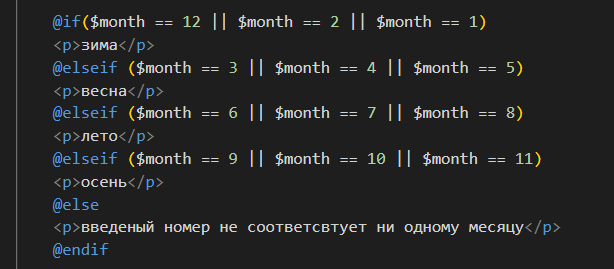 @if($month == 12 || $month == 2 || $month == 1)
<p>зима</p>
@elseif ($month == 3 || $month == 4 || $month == 5)
<p>весна</p>
@elseif ($month == 6 || $month == 7 || $month == 8)
<p>лето</p>
@elseif ($month == 9 || $month == 10 || $month == 11)
<p>осень</p>
@else
<p>введеный номер не соответсвтует ни одному месяцу</p>
@endif